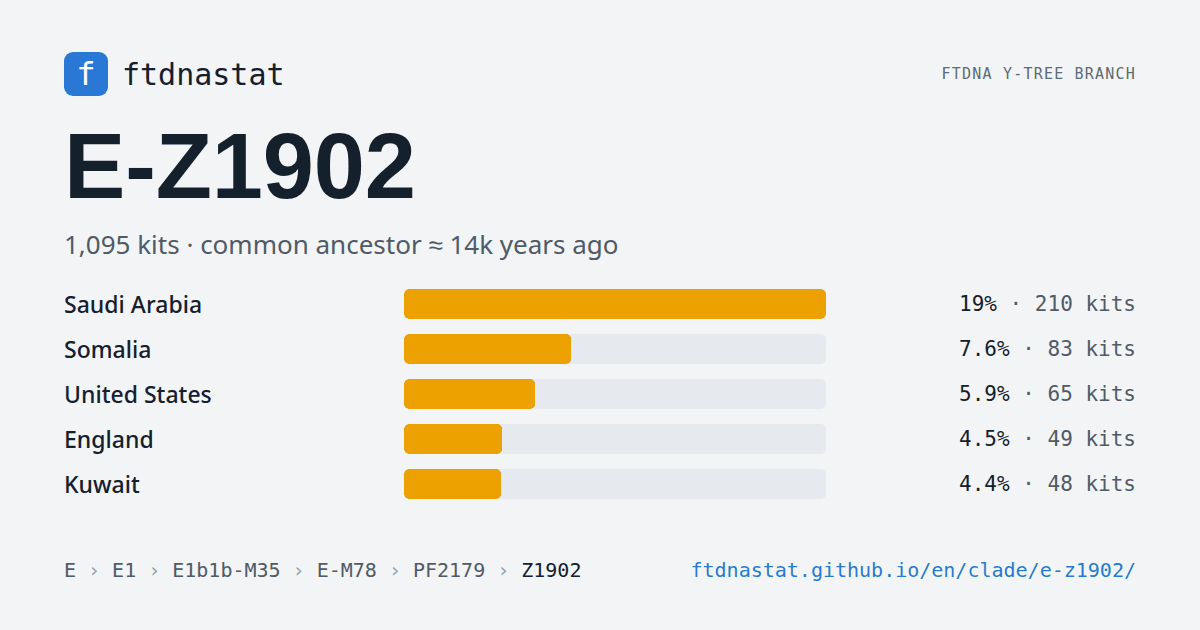 f ftdnastat
FTDNA Y-TREE BRANCH
E-Z1902
1,095 kits · common ancestor ≈ 14k years ago
Saudi Arabia 19% · 210 kits
Somalia 7.6% · 83 kits
United States 5.9% · 65 kits
England 4.5% · 49 kits
Kuwait 4.4% · 48 kits
E › E1 › E1b1b-M35 › E-M78 › PF2179 › Z1902
ftdnastat.github.io/en/clade/e-z1902/